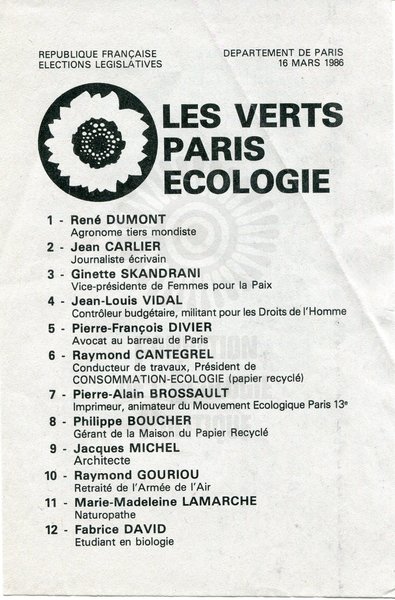 REPUBLIQUE FRANÇAISE
ELECTIONS LEGISLATIVES
DEPARTEMENT DE PARIS
16 MARS 1986
LES VERTS
PARIS
ECOLOGIE
1 - René DUMONT
Agronome tiers mondiste
2 - Jean CARLIER
Journaliste écrivain
3 - Ginette SKANDRANI
Vice-présidente de Femmes pour la Paix
4 - Jean-Louis VIDAL
Contrôleur budgétaire, militant pour les Droits de l'Homme
5 - Pierre-François DIVIER
Avocat au barreau de Paris
6 - Raymond CANTEGREL
Conducteur de travaux, Président de
CONSOMMATION-ECOLOGIE (papier recyclé)
7 - Pierre-Alain BROSSAULT
Imprimeur, animateur du Mouvement Ecologique Paris 13e
8 - Philippe BOUCHER
Gérant de la Maison du Papier Recyclé
9 - Jacques MICHEL
Architecte
10 - Raymond GOURIOU
Retraité de l'Armée de l'Air
11 - Marie-Madeleine LAMARCHE
Naturopathe
12 - Fabrice DAVID
Etudiant en biologie